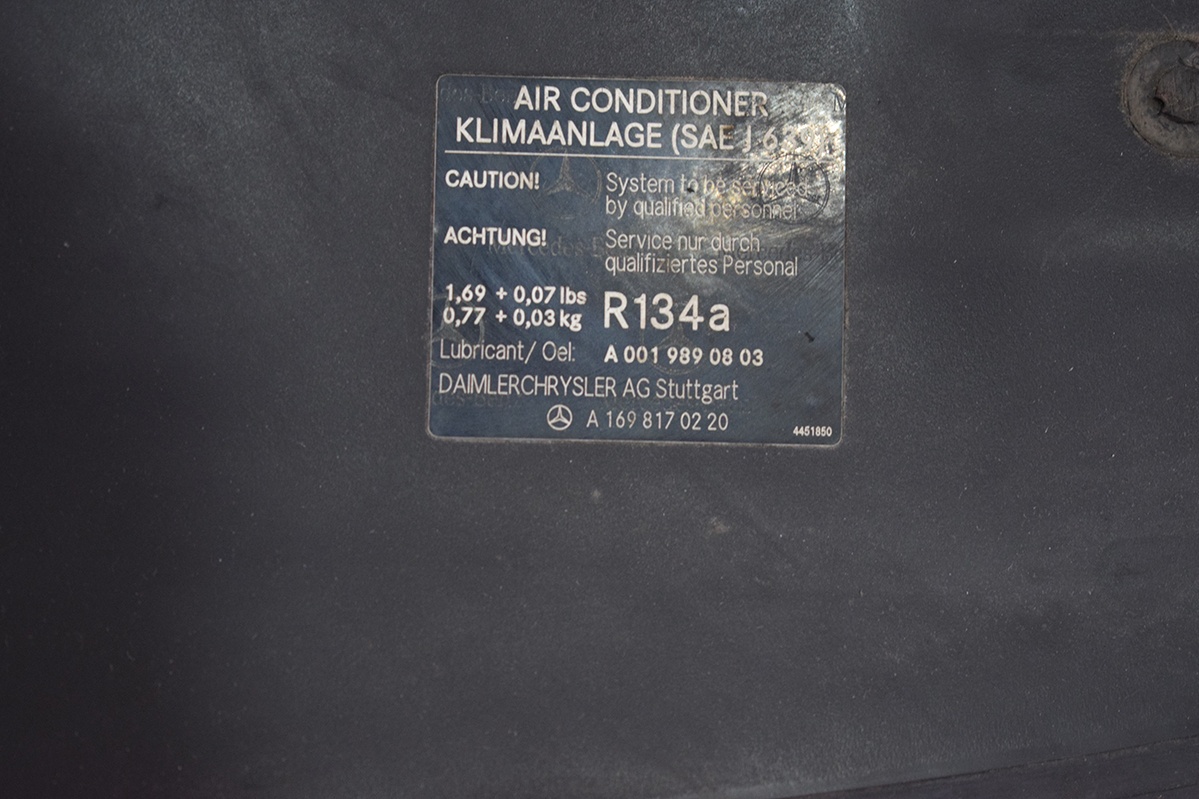 AIR CONDITIONER
KLIMAANLAGE (SAE J 639)
CAUTION! System to be serviced
by qualified personnel
ACHTUNG! Service nur durch
qualifiziertes Personal
1,69 + 0,07 lbs
0,77 + 0,03 kg R134a
Lubricant/ Oel: A 001 989 08 03
DAIMLERCHRYSLER AG Stuttgart
A 169 817 02 20
4451850